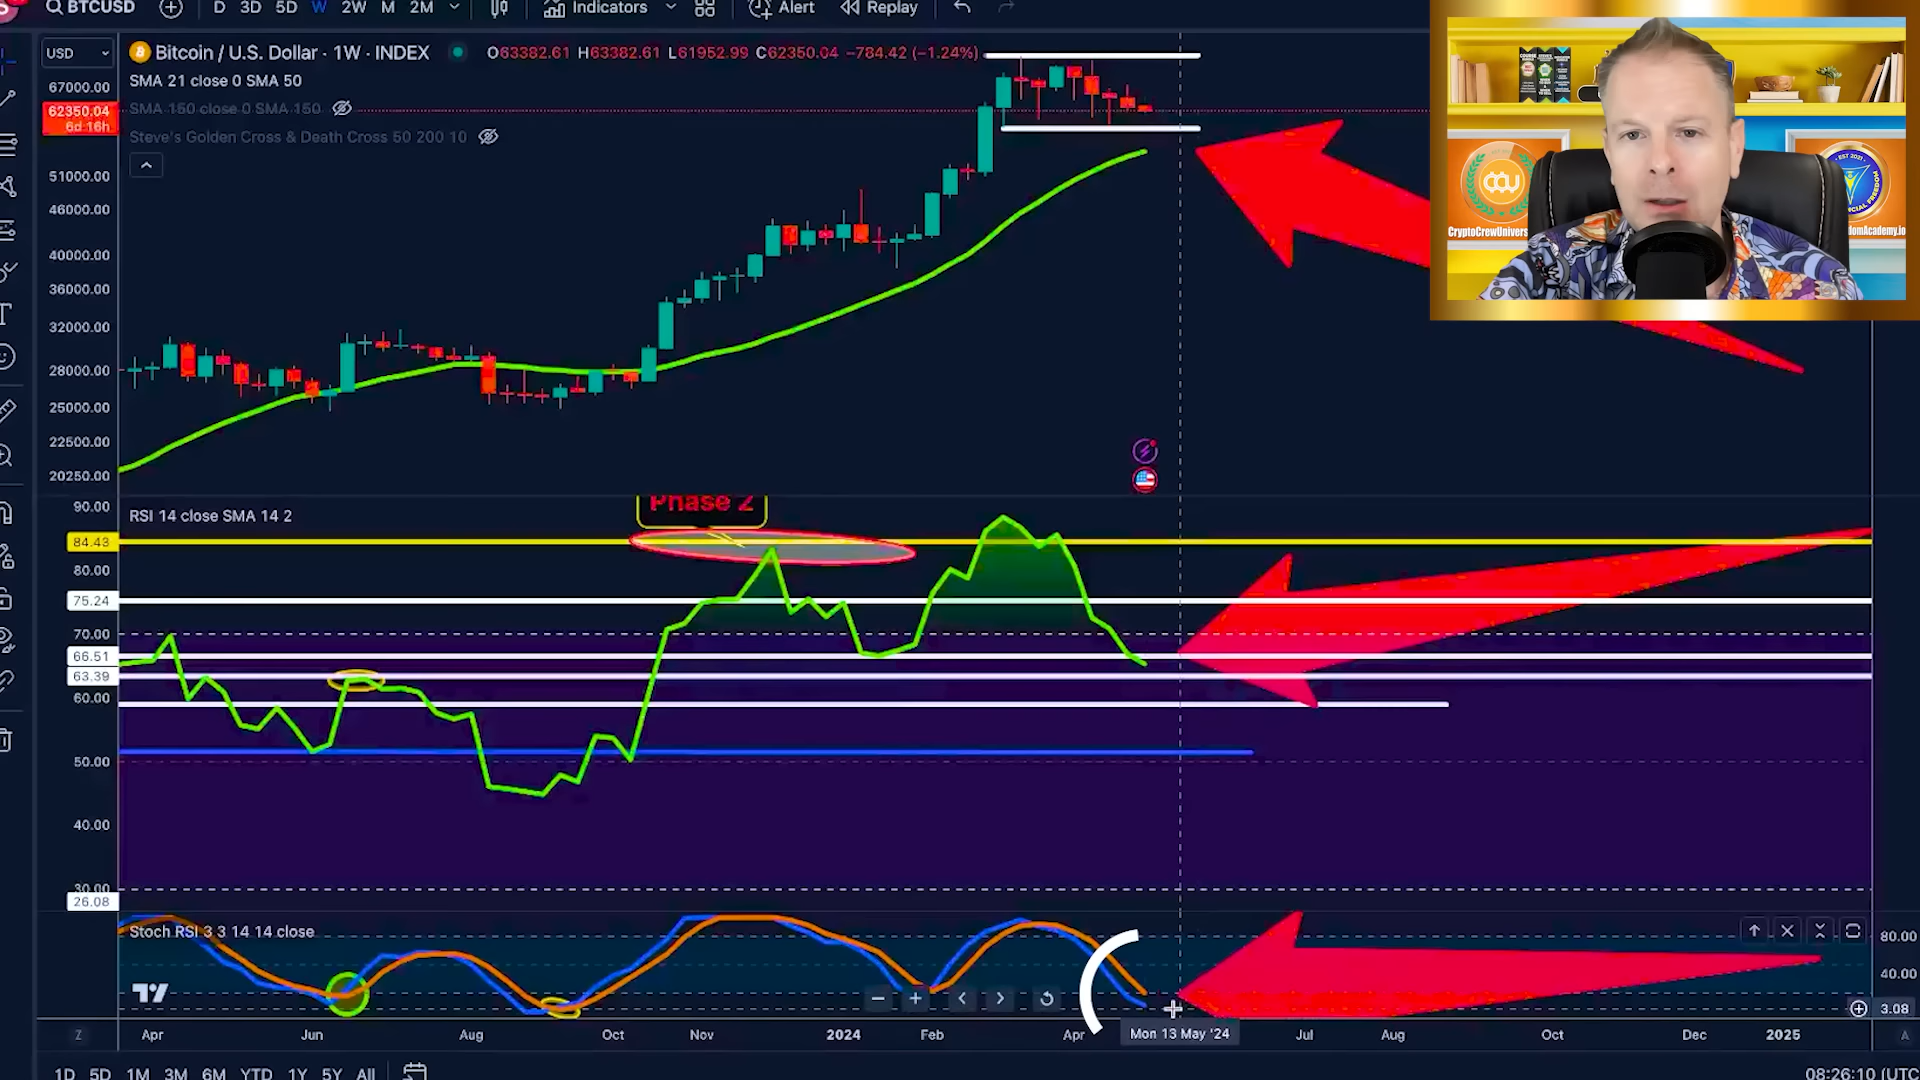 BTCUSD D 3D 5D W 2W M 2M Indicators Alert Replay
USD
Bitcoin / U.S. Dollar · 1W · INDEX O63382.61 H63382.61 L61952.99 C62350.04 −784.42 (−1.24%)
SMA 21 close 0 SMA 50
SMA 150 close 0 SMA 150
Steve's Golden Cross & Death Cross 50 200 10
67000.00
62350.04
6d 16h
51000.00
46000.00
40000.00
36000.00
32000.00
28000.00
25000.00
22500.00
20250.00
CryptoCrewUnivers
EST 2021
domAcademy.io
Phase 2
RSI 14 close SMA 14 2
90.00
84.43
80.00
75.24
70.00
66.51
63.39
60.00
50.00
40.00
30.00
26.08
Stoch RSI 3 3 14 14 close
80.00
40.00
3.08
Z Apr Jun Aug Oct Nov 2024 Feb Apr Mon 13 May '24 Jul Aug Oct Dec 2025 A
1D 5D 1M 3M 6M YTD 1Y 5Y All 08:26:10 (UTC